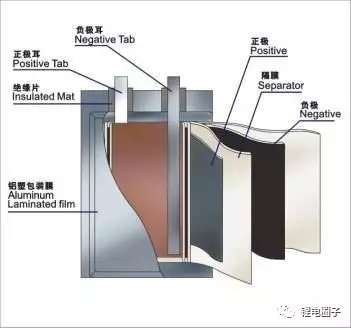 负极耳
Negative Tab
正极耳
Positive Tab
绝缘片
Insulated Mat
正极
Positive
隔膜
Separator
负极
Negative
铝塑包装膜
Aluminum
Laminated film
锂电圈子